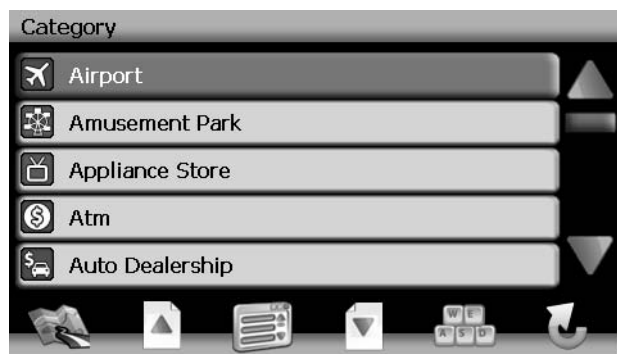 Category
Airport
Amusement Park
Appliance Store
Atm
Auto Dealership
W E
A S D